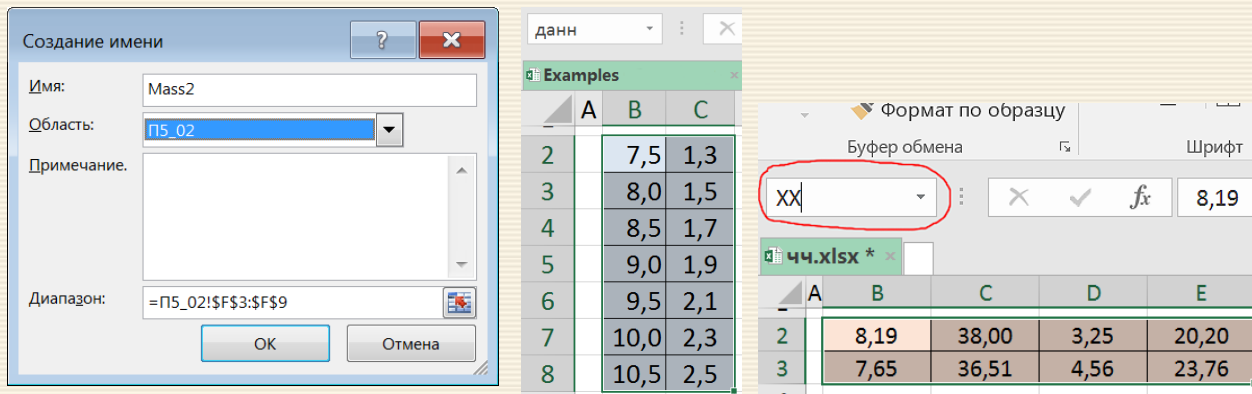 Создание имени
?
Имя:
Mass2
Область:
П5_02
Примечание.
Диапазон:
=П5_02!$F$3:$F$9
ОК
Отмена
данн
Examples
A B C
2 7,5 1,3
3 8,0 1,5
4 8,5 1,7
5 9,0 1,9
6 9,5 2,1
7 10,0 2,3
8 10,5 2,5
Формат по образцу
Буфер обмена
Шрифт
XX
fx
8,19
чч.xlsx *
A B C D E
2 8,19 38,00 3,25 20,20
3 7,65 36,51 4,56 23,76